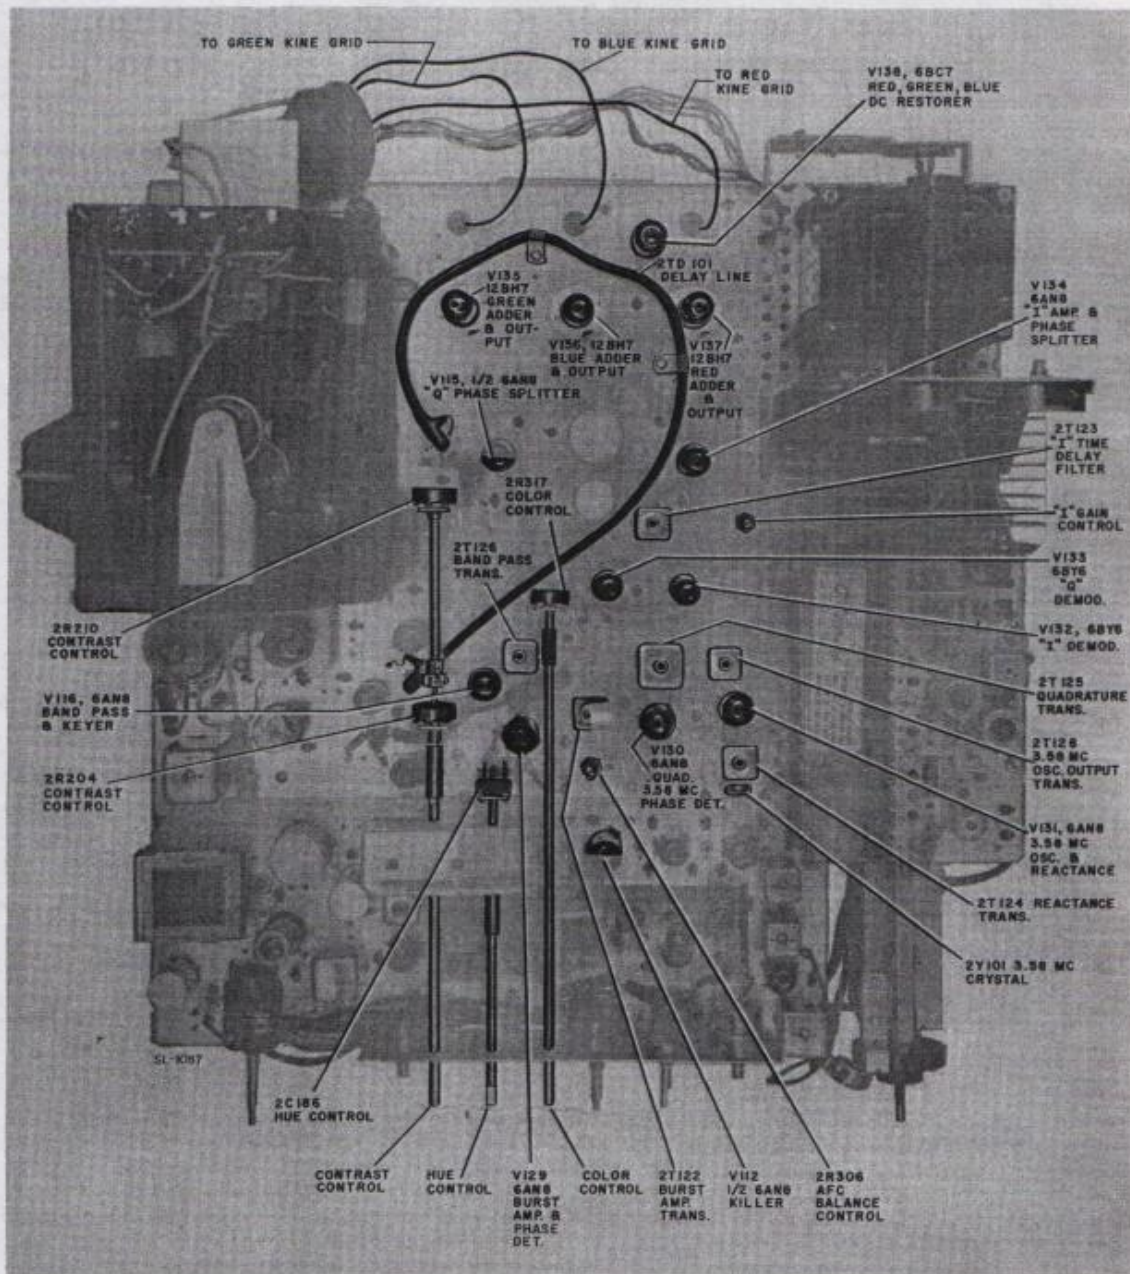 TO GREEN KINE GRID
TO BLUE KINE GRID
TO RED
KINE GRID
V138, 6BC7
RED, GREEN, BLUE
DC RESTORER
2TD 101
DELAY LINE
V135
12BH7
GREEN
ADDER
& OUT-
PUT
V136, 12BH7
BLUE ADDER
& OUTPUT
V137
12BH7
RED
ADDER
&
OUTPUT
V134
6AN8
"I" AMP. &
PHASE
SPLITTER
V115, 1/2 6AN8
"Q" PHASE SPLITTER
2T123
"I" TIME
DELAY
FILTER
2R317
COLOR
CONTROL
"I" GAIN
CONTROL
2T126
BAND PASS
TRANS.
V133
6BY6
"Q"
DEMOD.
2R210
CONTRAST
CONTROL
V132, 6BY6
"I" DEMOD.
V116, 6AN8
BAND PASS
& KEYER
2T125
QUADRATURE
TRANS.
2T128
3.58 MC
OSC. OUTPUT
TRANS.
V130
6AN8
QUAD.
3.58 MC
PHASE DET.
2R204
CONTRAST
CONTROL
V131, 6AN8
3.58 MC
OSC. &
REACTANCE
2T124 REACTANCE
TRANS.
2Y101 3.58 MC
CRYSTAL
SL-1087
2C186
HUE CONTROL
CONTRAST
CONTROL
HUE
CONTROL
V129
6AN8
BURST
AMP. &
PHASE
DET.
COLOR
CONTROL
2T122
BURST
AMP.
TRANS.
V112
1/2 6AN8
KILLER
2R306
AFC
BALANCE
CONTROL